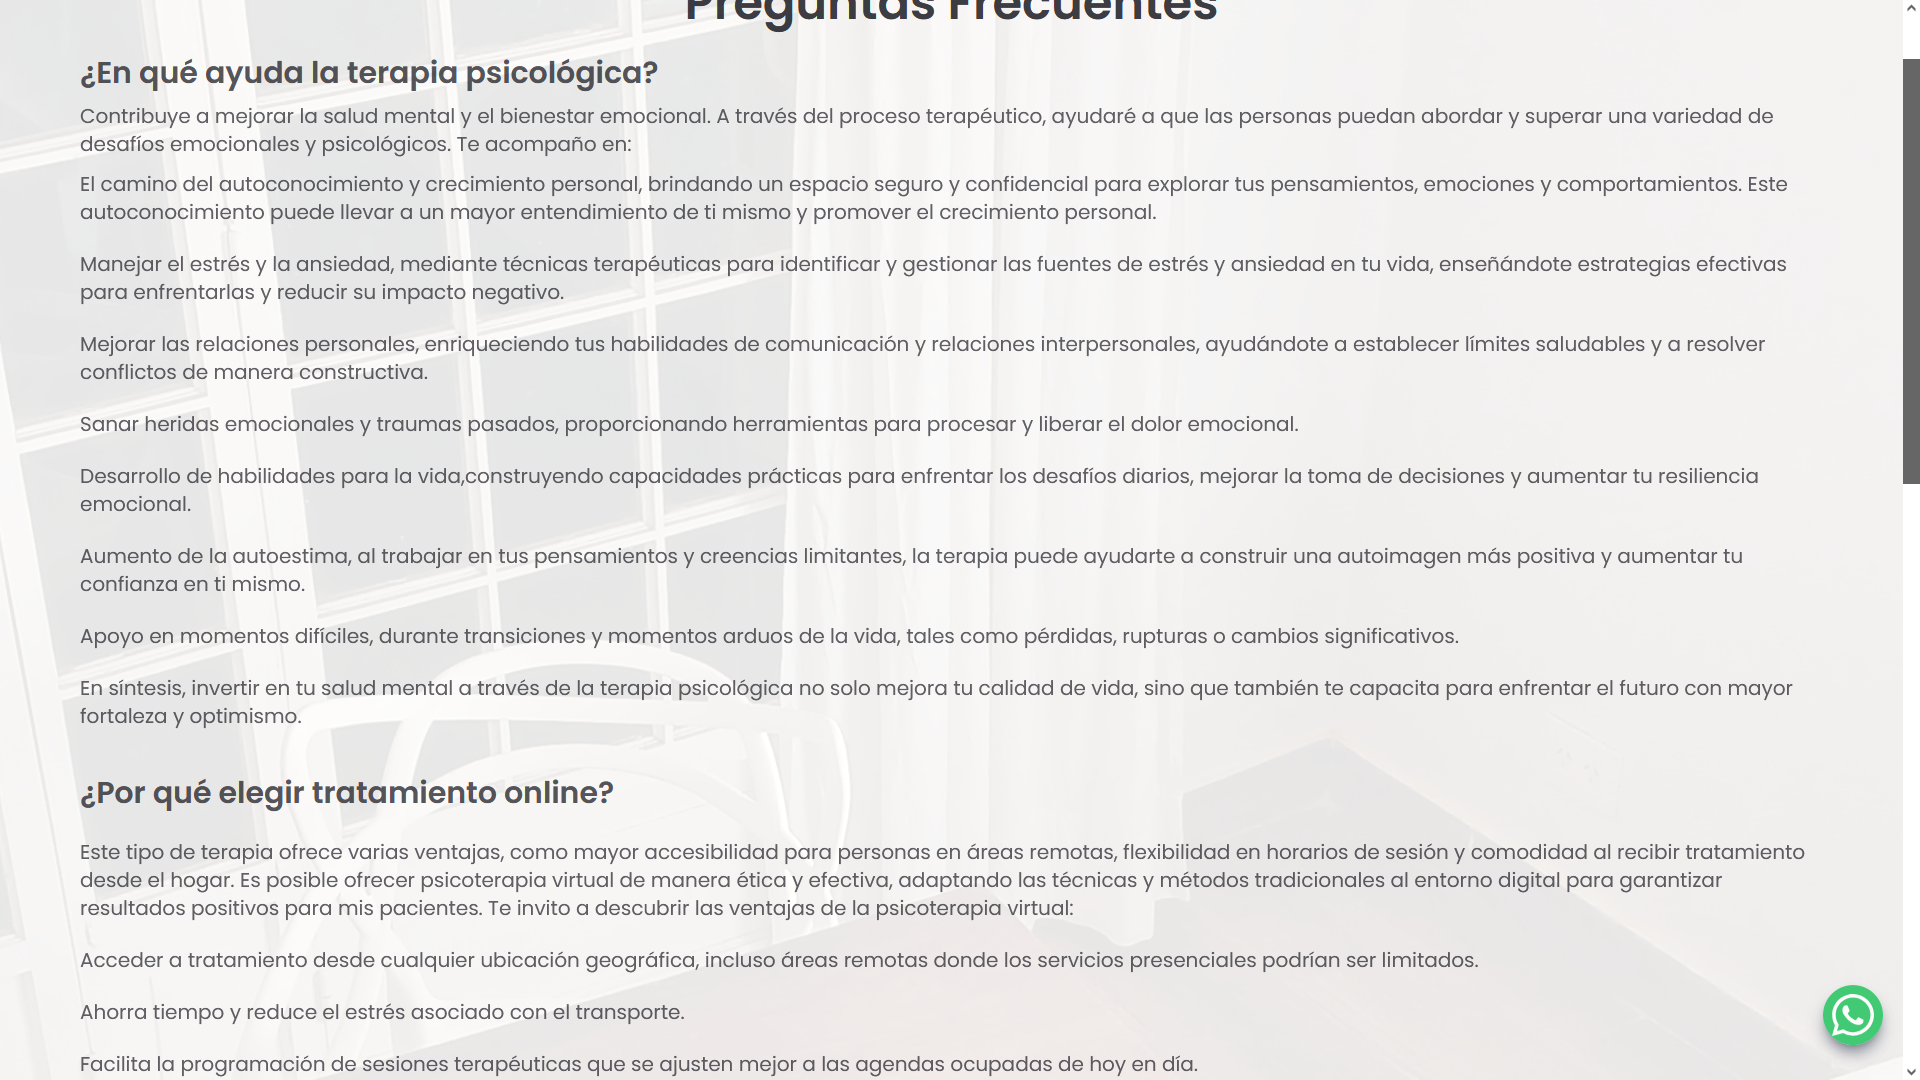 Preguntas Frecuentes
¿En qué ayuda la terapia psicológica?
Contribuye a mejorar la salud mental y el bienestar emocional. A través del proceso terapéutico, ayudaré a que las personas puedan abordar y superar una variedad de
desafíos emocionales y psicológicos. Te acompaño en:
El camino del autoconocimiento y crecimiento personal, brindando un espacio seguro y confidencial para explorar tus pensamientos, emociones y comportamientos. Este
autoconocimiento puede llevar a un mayor entendimiento de ti mismo y promover el crecimiento personal.
Manejar el estrés y la ansiedad, mediante técnicas terapéuticas para identificar y gestionar las fuentes de estrés y ansiedad en tu vida, enseñándote estrategias efectivas
para enfrentarlas y reducir su impacto negativo.
Mejorar las relaciones personales, enriqueciendo tus habilidades de comunicación y relaciones interpersonales, ayudándote a establecer límites saludables y a resolver
conflictos de manera constructiva.
Sanar heridas emocionales y traumas pasados, proporcionando herramientas para procesar y liberar el dolor emocional.
Desarrollo de habilidades para la vida,construyendo capacidades prácticas para enfrentar los desafíos diarios, mejorar la toma de decisiones y aumentar tu resiliencia
emocional.
Aumento de la autoestima, al trabajar en tus pensamientos y creencias limitantes, la terapia puede ayudarte a construir una autoimagen más positiva y aumentar tu
confianza en ti mismo.
Apoyo en momentos difíciles, durante transiciones y momentos arduos de la vida, tales como pérdidas, rupturas o cambios significativos.
En síntesis, invertir en tu salud mental a través de la terapia psicológica no solo mejora tu calidad de vida, sino que también te capacita para enfrentar el futuro con mayor
fortaleza y optimismo.
¿Por qué elegir tratamiento online?
Este tipo de terapia ofrece varias ventajas, como mayor accesibilidad para personas en áreas remotas, flexibilidad en horarios de sesión y comodidad al recibir tratamiento
desde el hogar. Es posible ofrecer psicoterapia virtual de manera ética y efectiva, adaptando las técnicas y métodos tradicionales al entorno digital para garantizar
resultados positivos para mis pacientes. Te invito a descubrir las ventajas de la psicoterapia virtual:
Acceder a tratamiento desde cualquier ubicación geográfica, incluso áreas remotas donde los servicios presenciales podrían ser limitados.
Ahorra tiempo y reduce el estrés asociado con el transporte.
Facilita la programación de sesiones terapéuticas que se ajusten mejor a las agendas ocupadas de hoy en día.